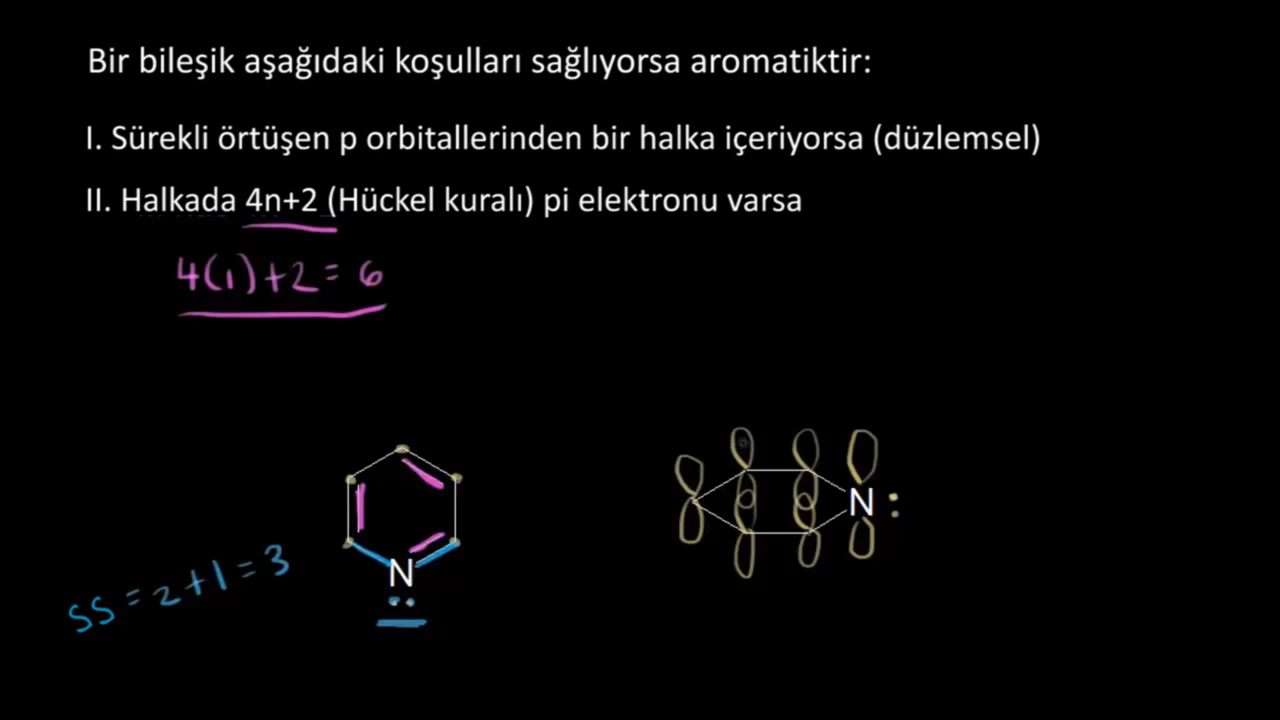 Bir bileşik aşağıdaki koşulları sağlıyorsa aromatiktir:
I. Sürekli örtüşen p orbitallerinden bir halka içeriyorsa (düzlemsel)
II. Halkada 4n+2 (Hückel kuralı) pi elektronu varsa
4(1)+2=6
N
N
SS=2+1=3